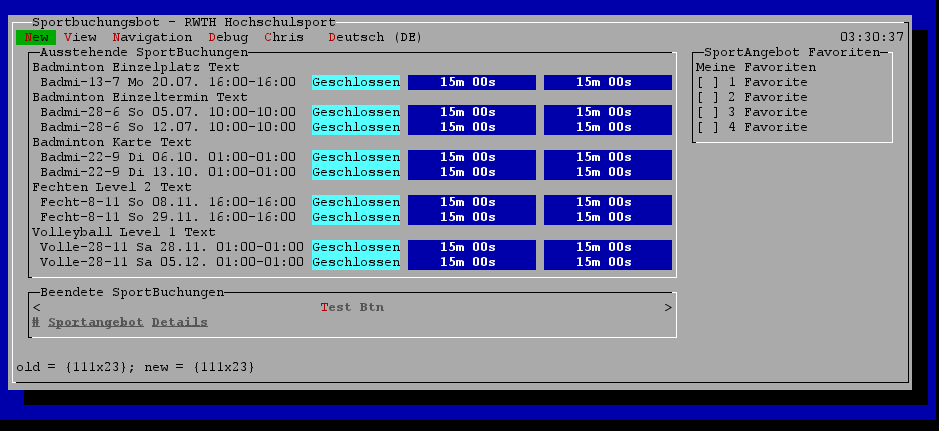 Sportbuchungsbot - RWTH Hochschulsport
New View Navigation Debug Chris Deutsch (DE) 03:30:37
Ausstehende SportBuchungen
Badminton Einzelplatz Text
Badmi-13-7 Mo 20.07. 16:00-16:00 Geschlossen 15m 00s 15m 00s
Badminton Einzeltermin Text
Badmi-28-6 So 05.07. 10:00-10:00 Geschlossen 15m 00s 15m 00s
Badmi-28-6 So 12.07. 10:00-10:00 Geschlossen 15m 00s 15m 00s
Badminton Karte Text
Badmi-22-9 Di 06.10. 01:00-01:00 Geschlossen 15m 00s 15m 00s
Badmi-22-9 Di 13.10. 01:00-01:00 Geschlossen 15m 00s 15m 00s
Fechten Level 2 Text
Fecht-8-11 So 08.11. 16:00-16:00 Geschlossen 15m 00s 15m 00s
Fecht-8-11 So 29.11. 16:00-16:00 Geschlossen 15m 00s 15m 00s
Volleyball Level 1 Text
Volle-28-11 Sa 28.11. 01:00-01:00 Geschlossen 15m 00s 15m 00s
Volle-28-11 Sa 05.12. 01:00-01:00 Geschlossen 15m 00s 15m 00s
SportAngebot Favoriten
Meine Favoriten
[ ] 1 Favorite
[ ] 2 Favorite
[ ] 3 Favorite
[ ] 4 Favorite
Beendete SportBuchungen
< Test Btn >
# Sportangebot Details
old = {111x23}; new = {111x23}